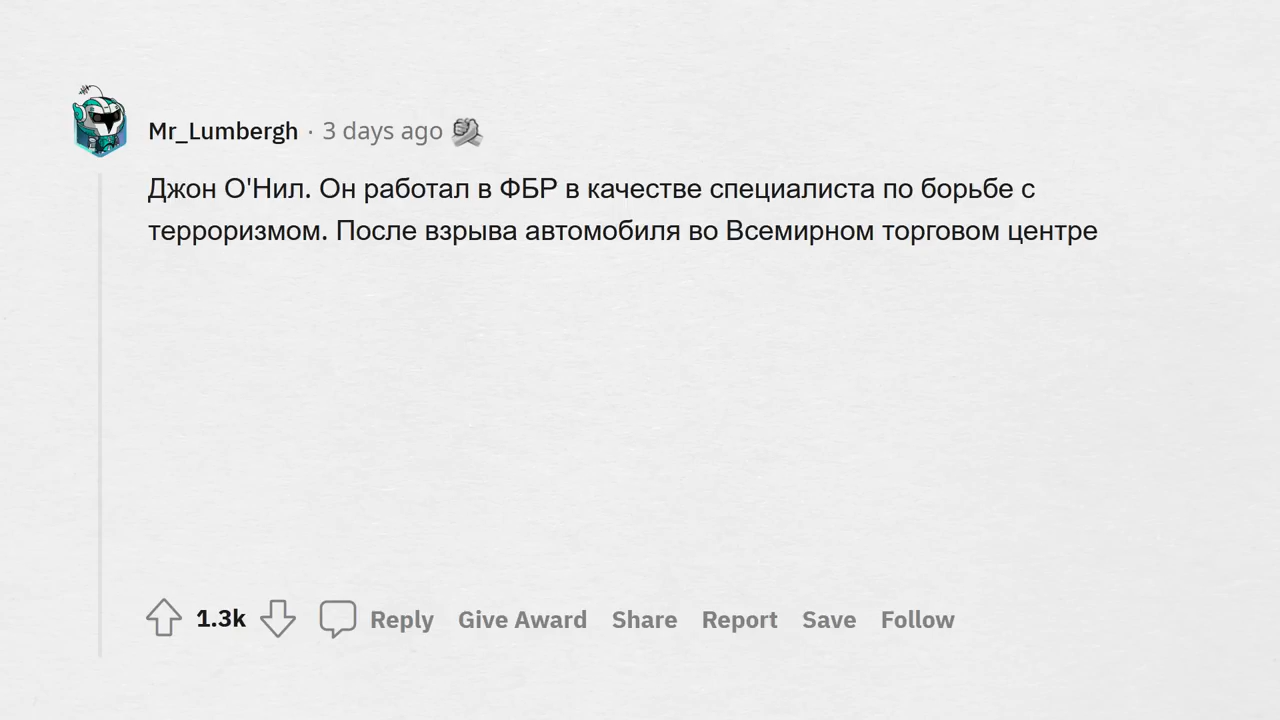 Mr_Lumbergh · 3 days ago
Джон О'Нил. Он работал в ФБР в качестве специалиста по борьбе с
терроризмом. После взрыва автомобиля во Всемирном торговом центре
1.3k Reply Give Award Share Report Save Follow